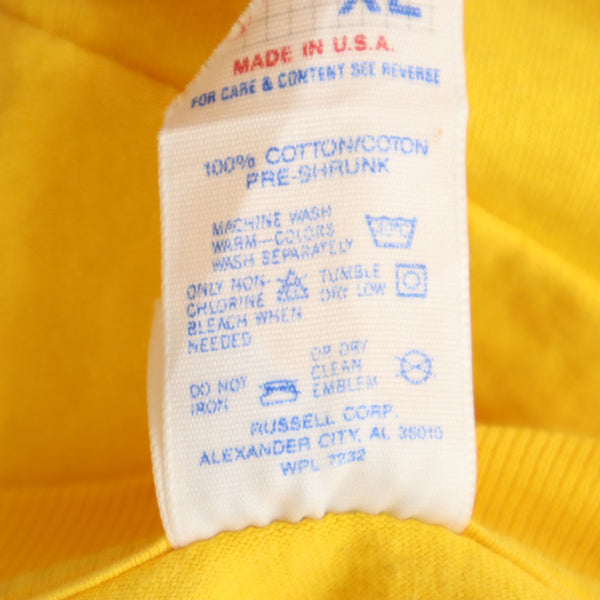 XL
MADE IN U.S.A.
FOR CARE & CONTENT SEE REVERSE
100% COTTON/COTON
PRE-SHRUNK
MACHINE WASH
WARM—COLORS
WASH SEPARATELY
ONLY NON-
CHLORINE
BLEACH WHEN
NEEDED
TUMBLE
DRY LOW
DO NOT
IRON
OR DRY
CLEAN
EMBLEM
RUSSELL CORP.
ALEXANDER CITY, AL 35010
WPL 7232